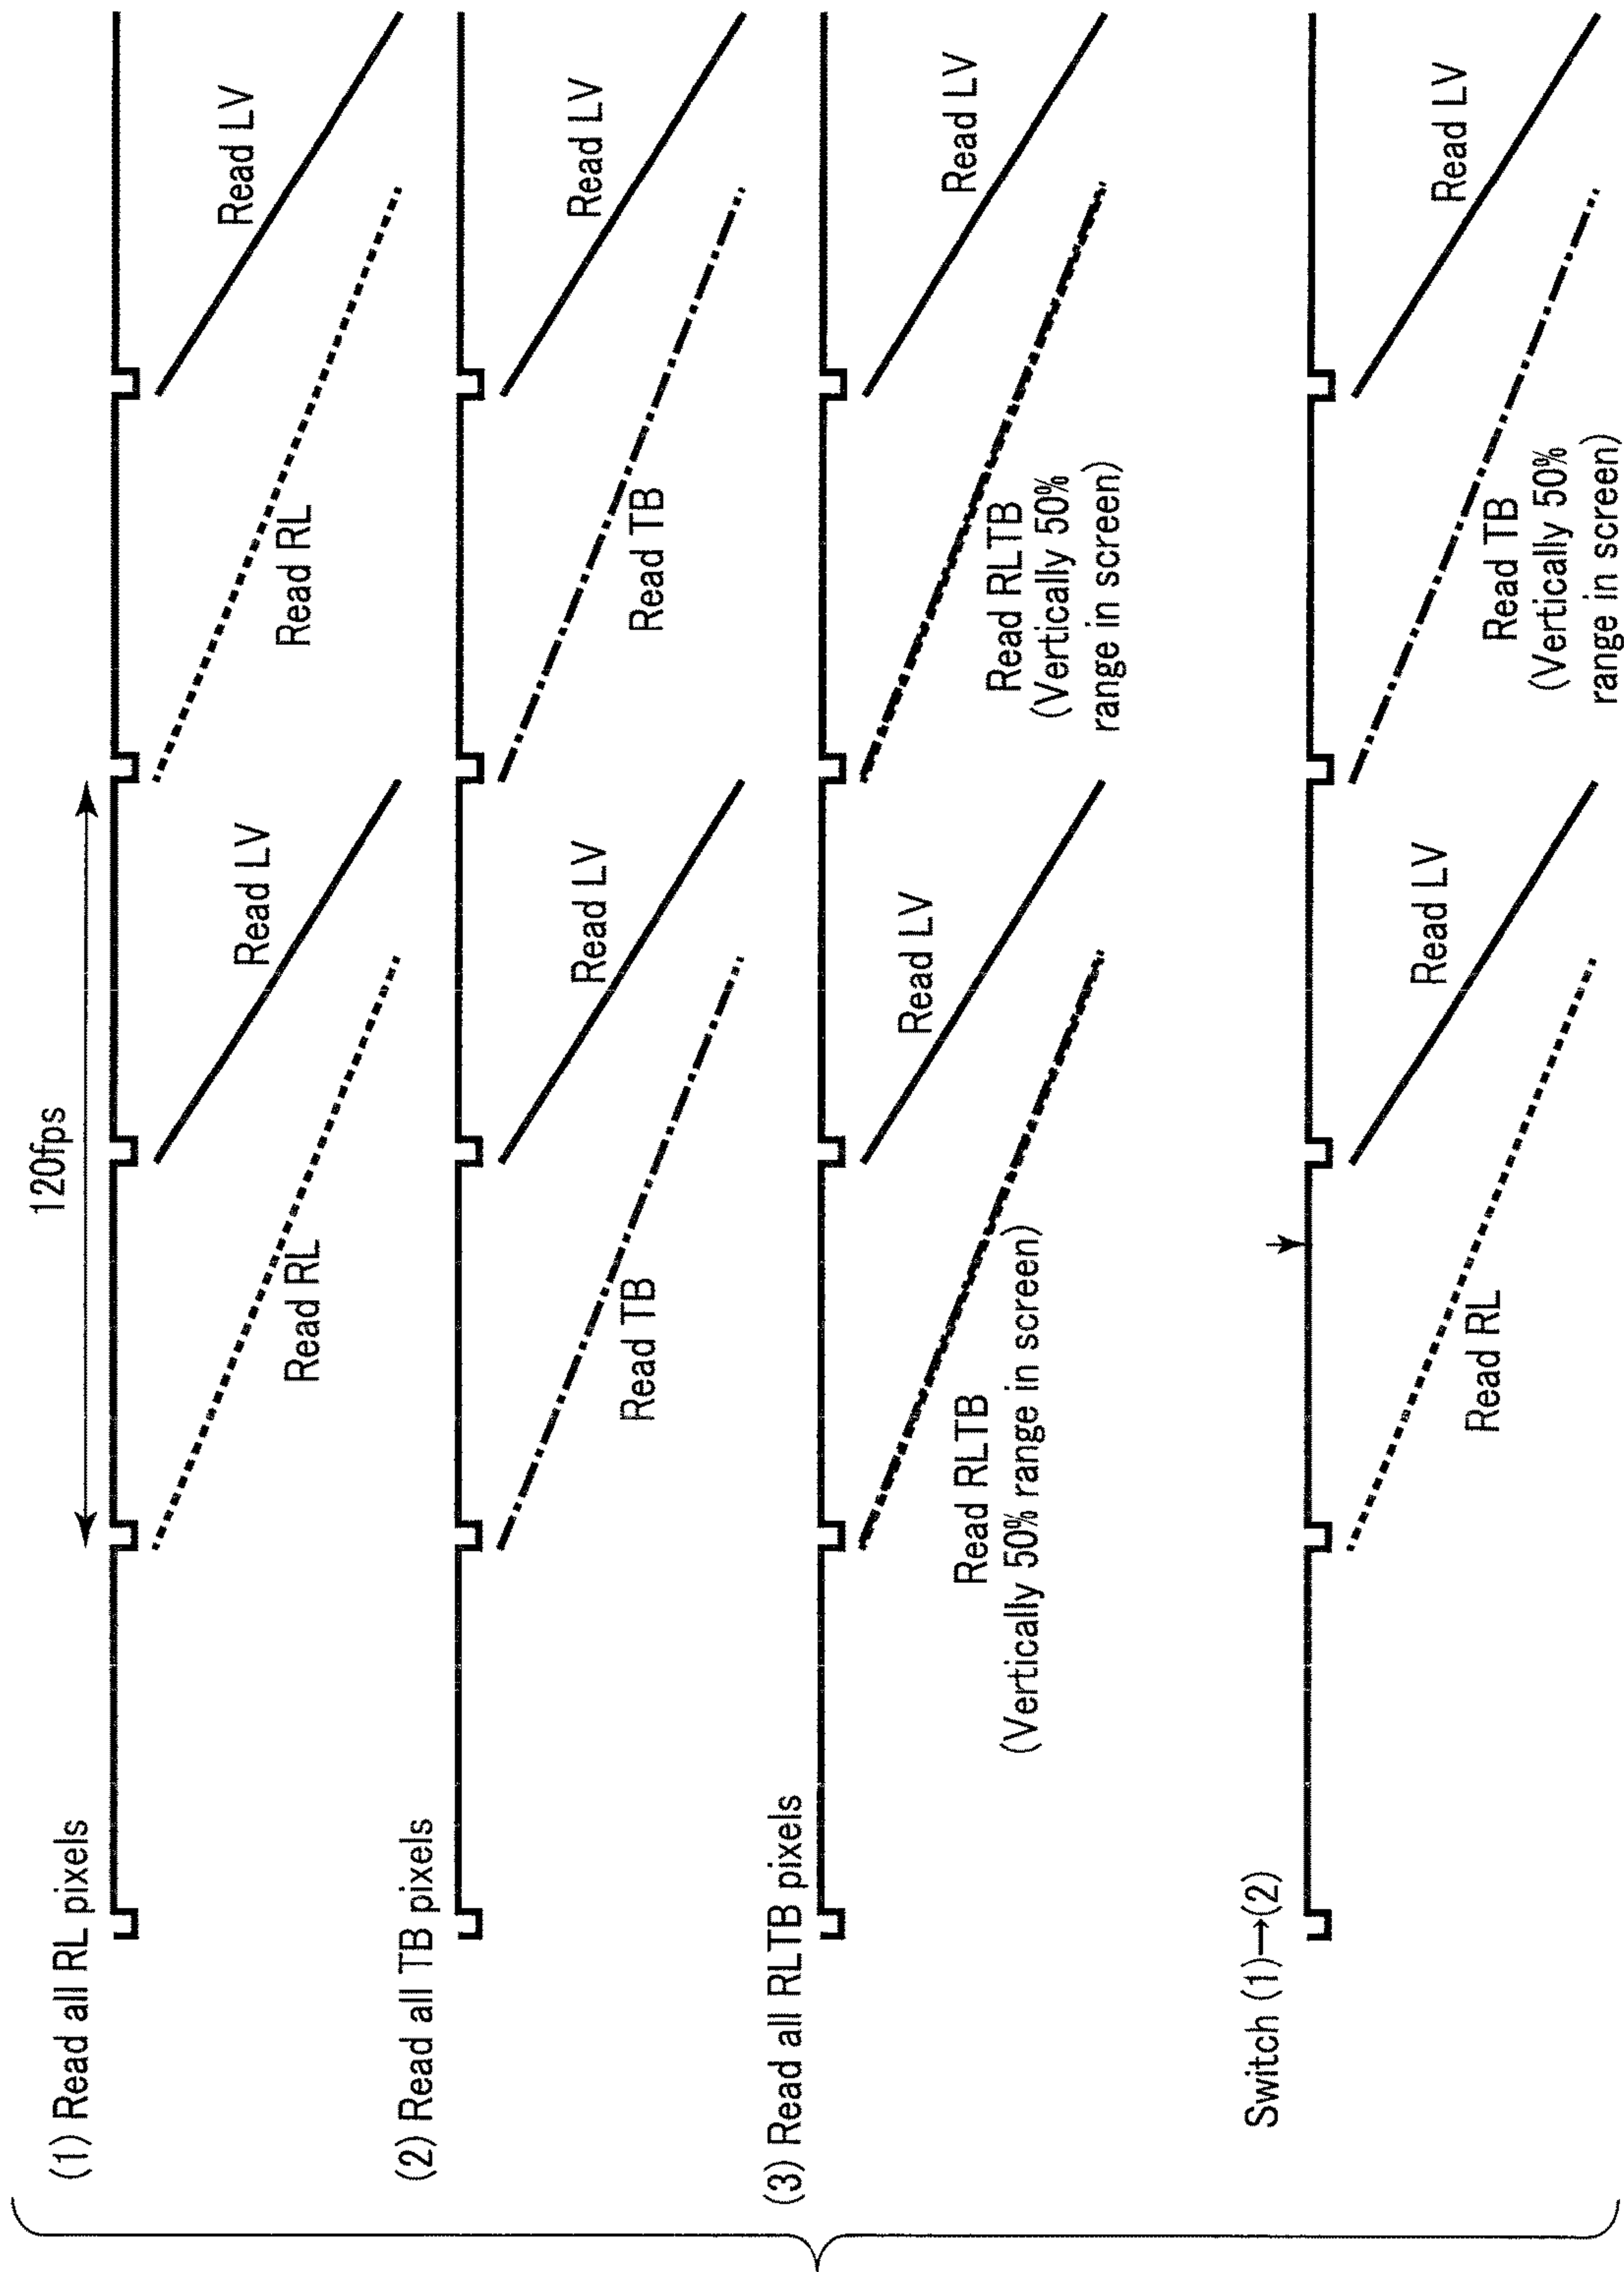 120fps
(1) Read all RL pixels
Read RL
Read LV
Read RL
Read LV
(2) Read all TB pixels
Read TB
Read LV
Read TB
Read LV
(3) Read all RLTB pixels
Read RLTB
(Vertically 50% range in screen)
Read LV
Read RLTB
(Vertically 50%
range in screen)
Read LV
Switch (1)→(2)
Read RL
Read LV
Read TB
(Vertically 50%
range in screen)
Read LV